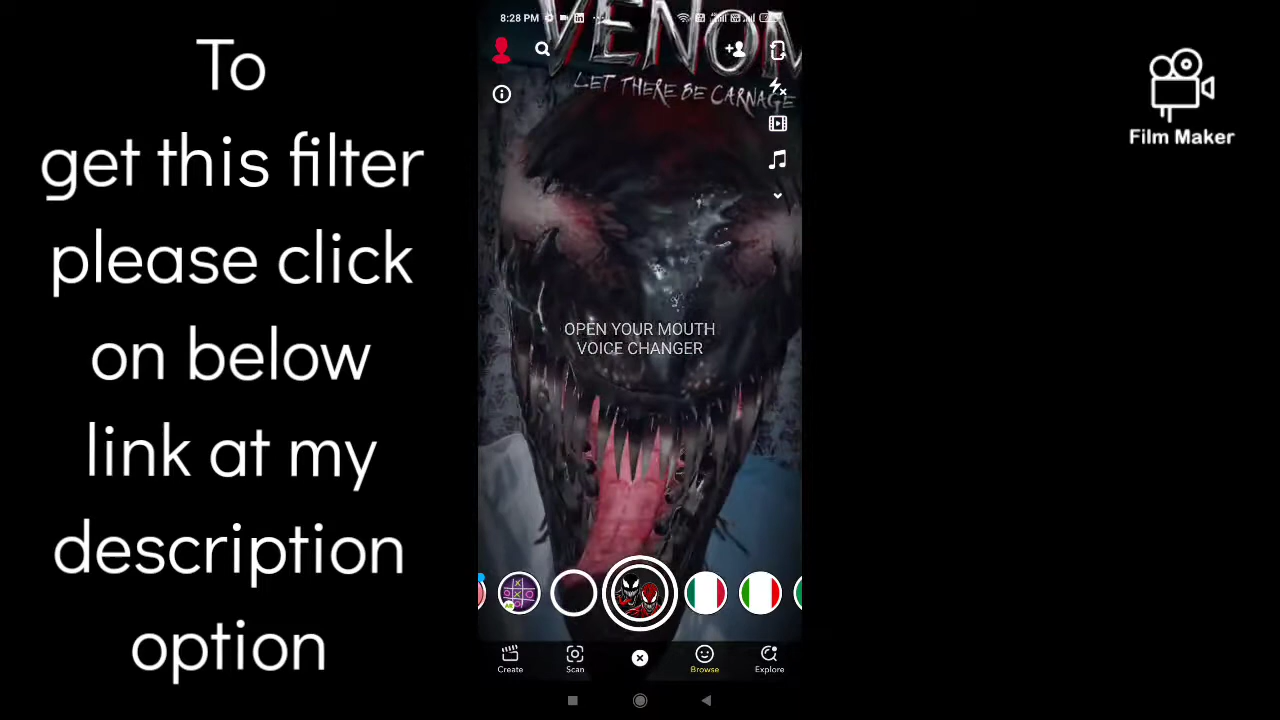 To
get this filter
please click
on below
link at my
description
option
8:28 PM
VENOM
LET THERE BE CARNAGE
OPEN YOUR MOUTH
VOICE CHANGER
Create
Scan
Browse
Explore
Film Maker